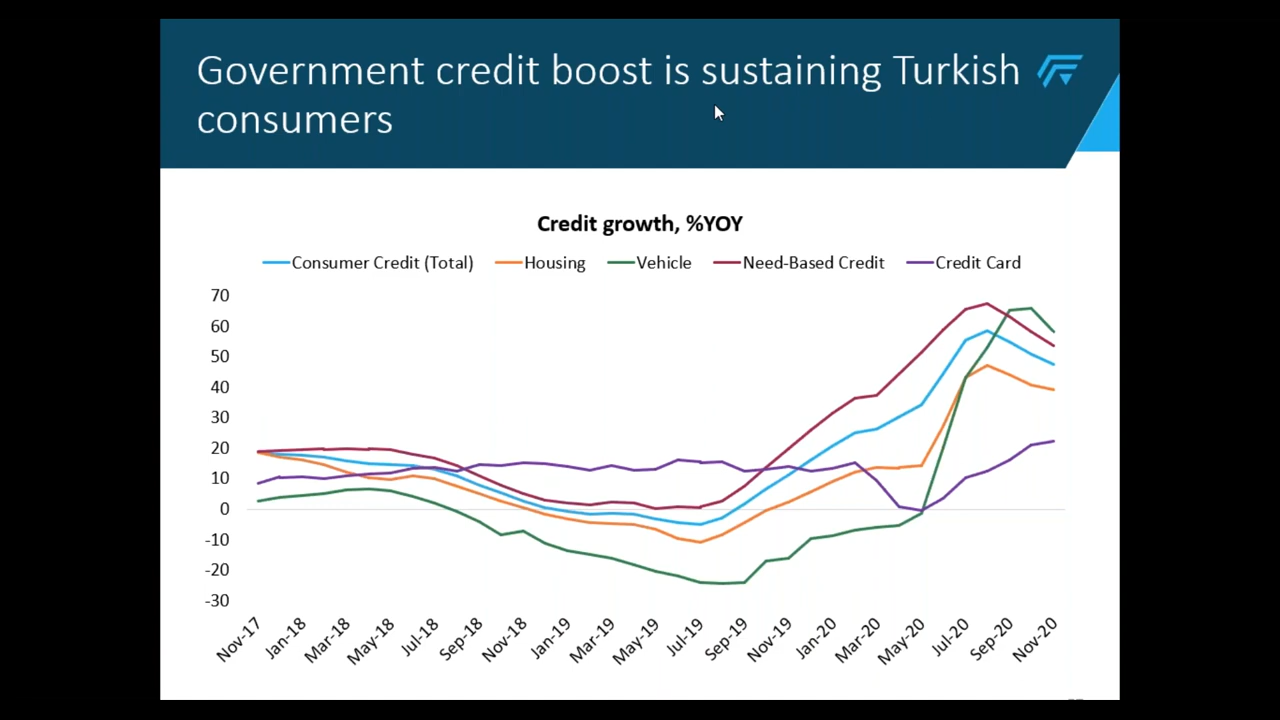 Government credit boost is sustaining Turkish
consumers
Credit growth, %YOY
Consumer Credit (Total) Housing Vehicle Need-Based Credit Credit Card
70
60
50
40
30
20
10
0
-10
-20
-30
Nov-17 Jan-18 Mar-18 May-18 Jul-18 Sep-18 Nov-18 Jan-19 Mar-19 May-19 Jul-19 Sep-19 Nov-19 Jan-20 Mar-20 May-20 Jul-20 Sep-20 Nov-20